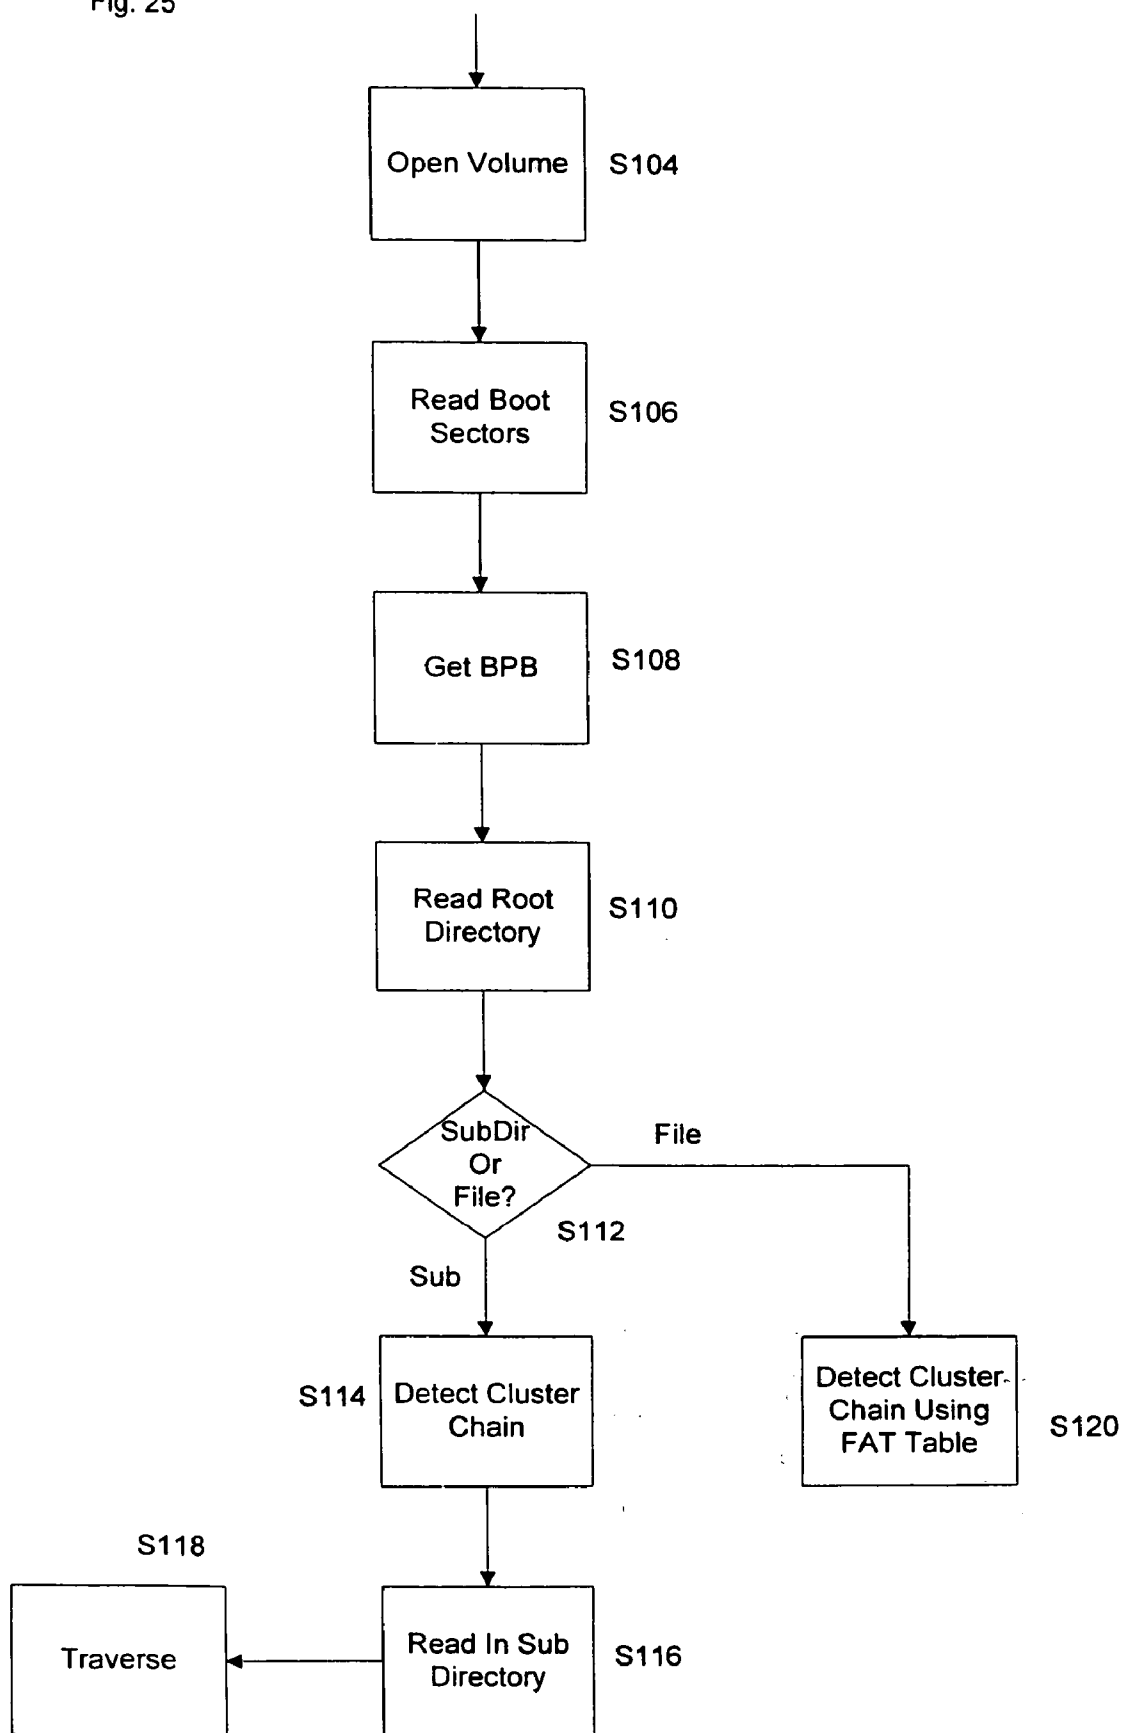 Fig. 25
Open Volume
S104
Read Boot
Sectors
S106
Get BPB
S108
Read Root
Directory
S110
SubDir
Or
File?
File
S112
Sub
S114
Detect Cluster
Chain
Detect Cluster
Chain Using
FAT Table
S120
S118
Traverse
Read In Sub
Directory
S116